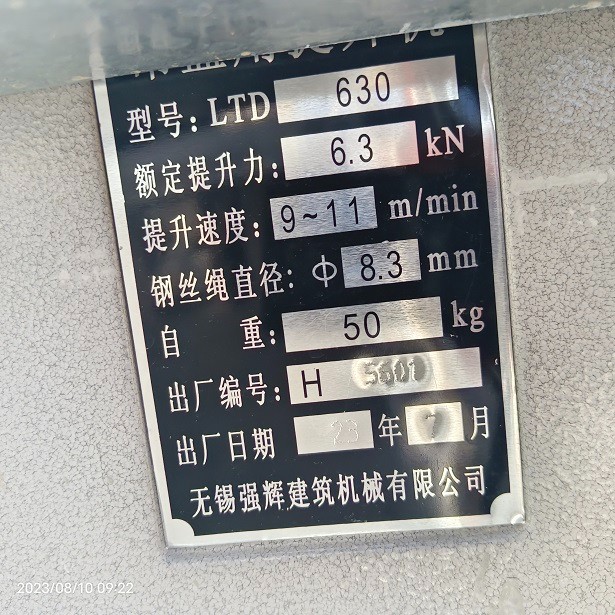 型号：LTD 630
额定提升力：6.3 kN
提升速度：9~11 m/min
钢丝绳直径：Φ 8.3 mm
自 重：50 kg
出厂编号：H 5601
出厂日期 23 年 7 月
无锡强辉建筑机械有限公司
2023/08/10 09:22